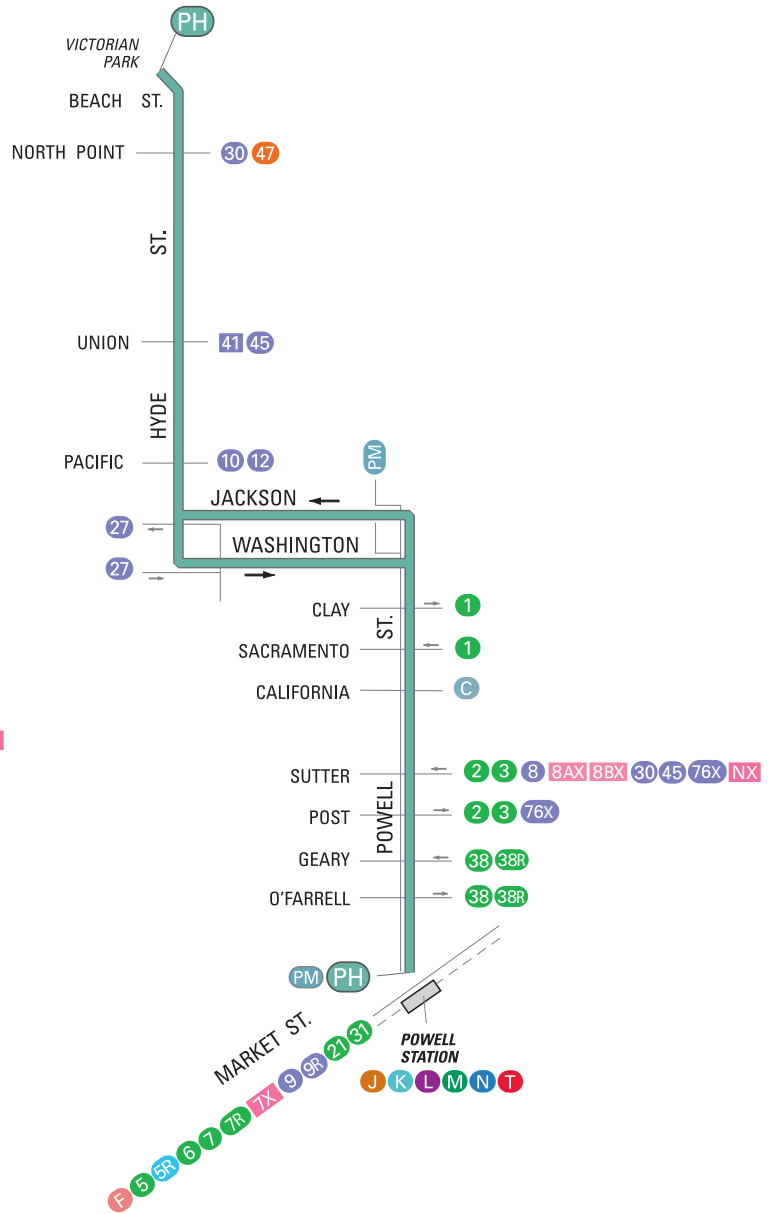 PH
VICTORIAN
PARK
BEACH ST.
NORTH POINT 30 47
ST.
UNION 41 45
HYDE
PACIFIC 10 12
PM
JACKSON
27
WASHINGTON
27
CLAY 1
ST.
SACRAMENTO 1
CALIFORNIA C
SUTTER 2 3 8 8AX 8BX 30 45 76X NX
POST 2 3 76X
POWELL
GEARY 38 38R
O'FARRELL 38 38R
PM PH
MARKET ST.
POWELL
STATION
J K L M N T
F 5 5R 6 7 7R 7X 9 9R 21 31